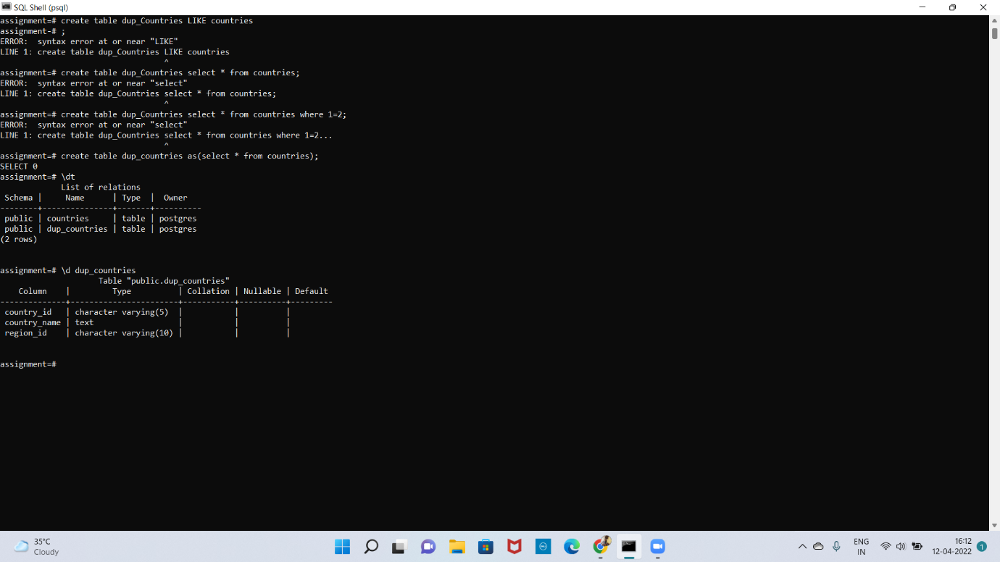 SQL Shell (psql)
assignment=# create table dup_Countries LIKE countries
assignment-# ;
ERROR:  syntax error at or near "LIKE"
LINE 1: create table dup_Countries LIKE countries
                                   ^
assignment=# create table dup_Countries select * from countries;
ERROR:  syntax error at or near "select"
LINE 1: create table dup_Countries select * from countries;
                                   ^
assignment=# create table dup_Countries select * from countries where 1=2;
ERROR:  syntax error at or near "select"
LINE 1: create table dup_Countries select * from countries where 1=2...
                                   ^
assignment=# create table dup_countries as(select * from countries);
SELECT 0
assignment=# \dt
             List of relations
 Schema |     Name      | Type  |  Owner
--------+---------------+-------+----------
 public | countries     | table | postgres
 public | dup_countries | table | postgres
(2 rows)
assignment=# \d dup_countries
                     Table "public.dup_countries"
    Column    |         Type          | Collation | Nullable | Default
--------------+-----------------------+-----------+----------+---------
 country_id   | character varying(5)  |           |          |
 country_name | text                  |           |          |
 region_id    | character varying(10) |           |          |
assignment=#
35°C
Cloudy
ENG
IN
16:12
12-04-2022
1